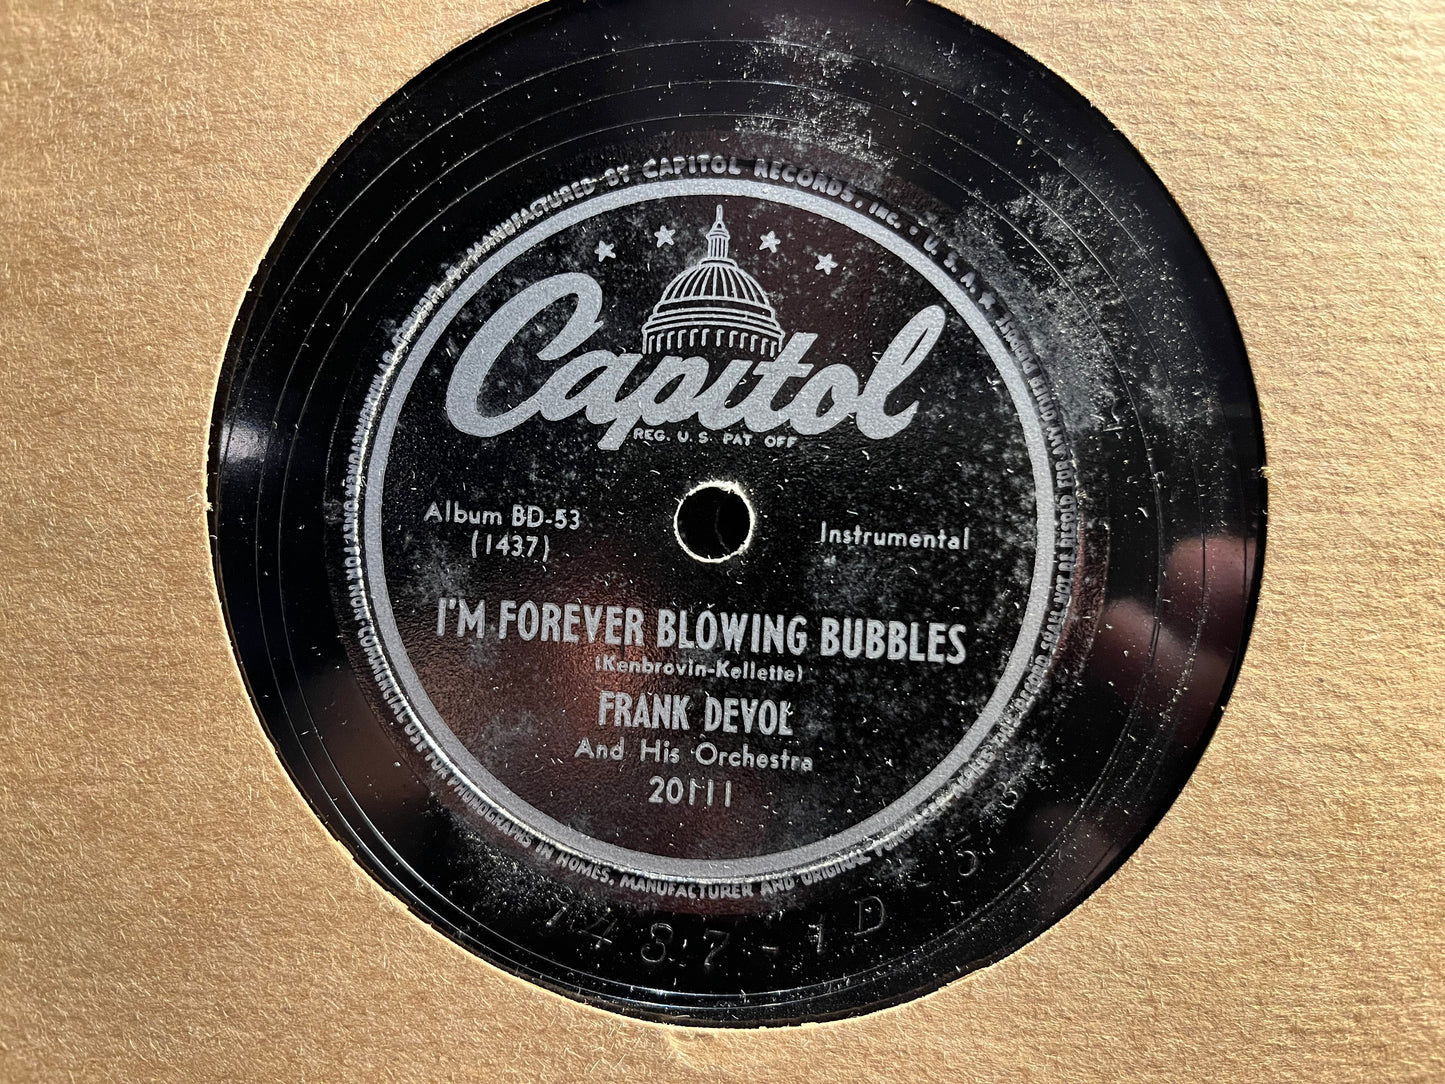 MANUFACTURED BY CAPITOL RECORDS, INC. · U. S. A. ★
Capitol
REG. U.S. PAT. OFF.
Album BD-53
(1437)
Instrumental
I'M FOREVER BLOWING BUBBLES
(Kenbrovin-Kellette)
FRANK DEVOL
And His Orchestra
20111
ONLY FOR NON-COMMERCIAL USE FOR PHONOGRAPHS IN HOMES. MANUFACTURER AND ORIGINAL PURCHASER
1437-1D